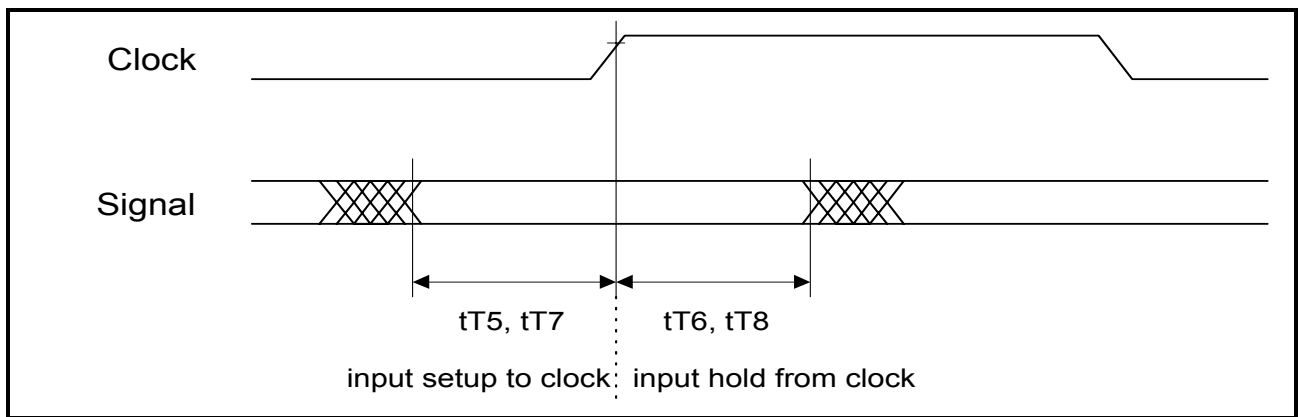 Clock
Signal
tT5, tT7
tT6, tT8
input setup to clock
input hold from clock